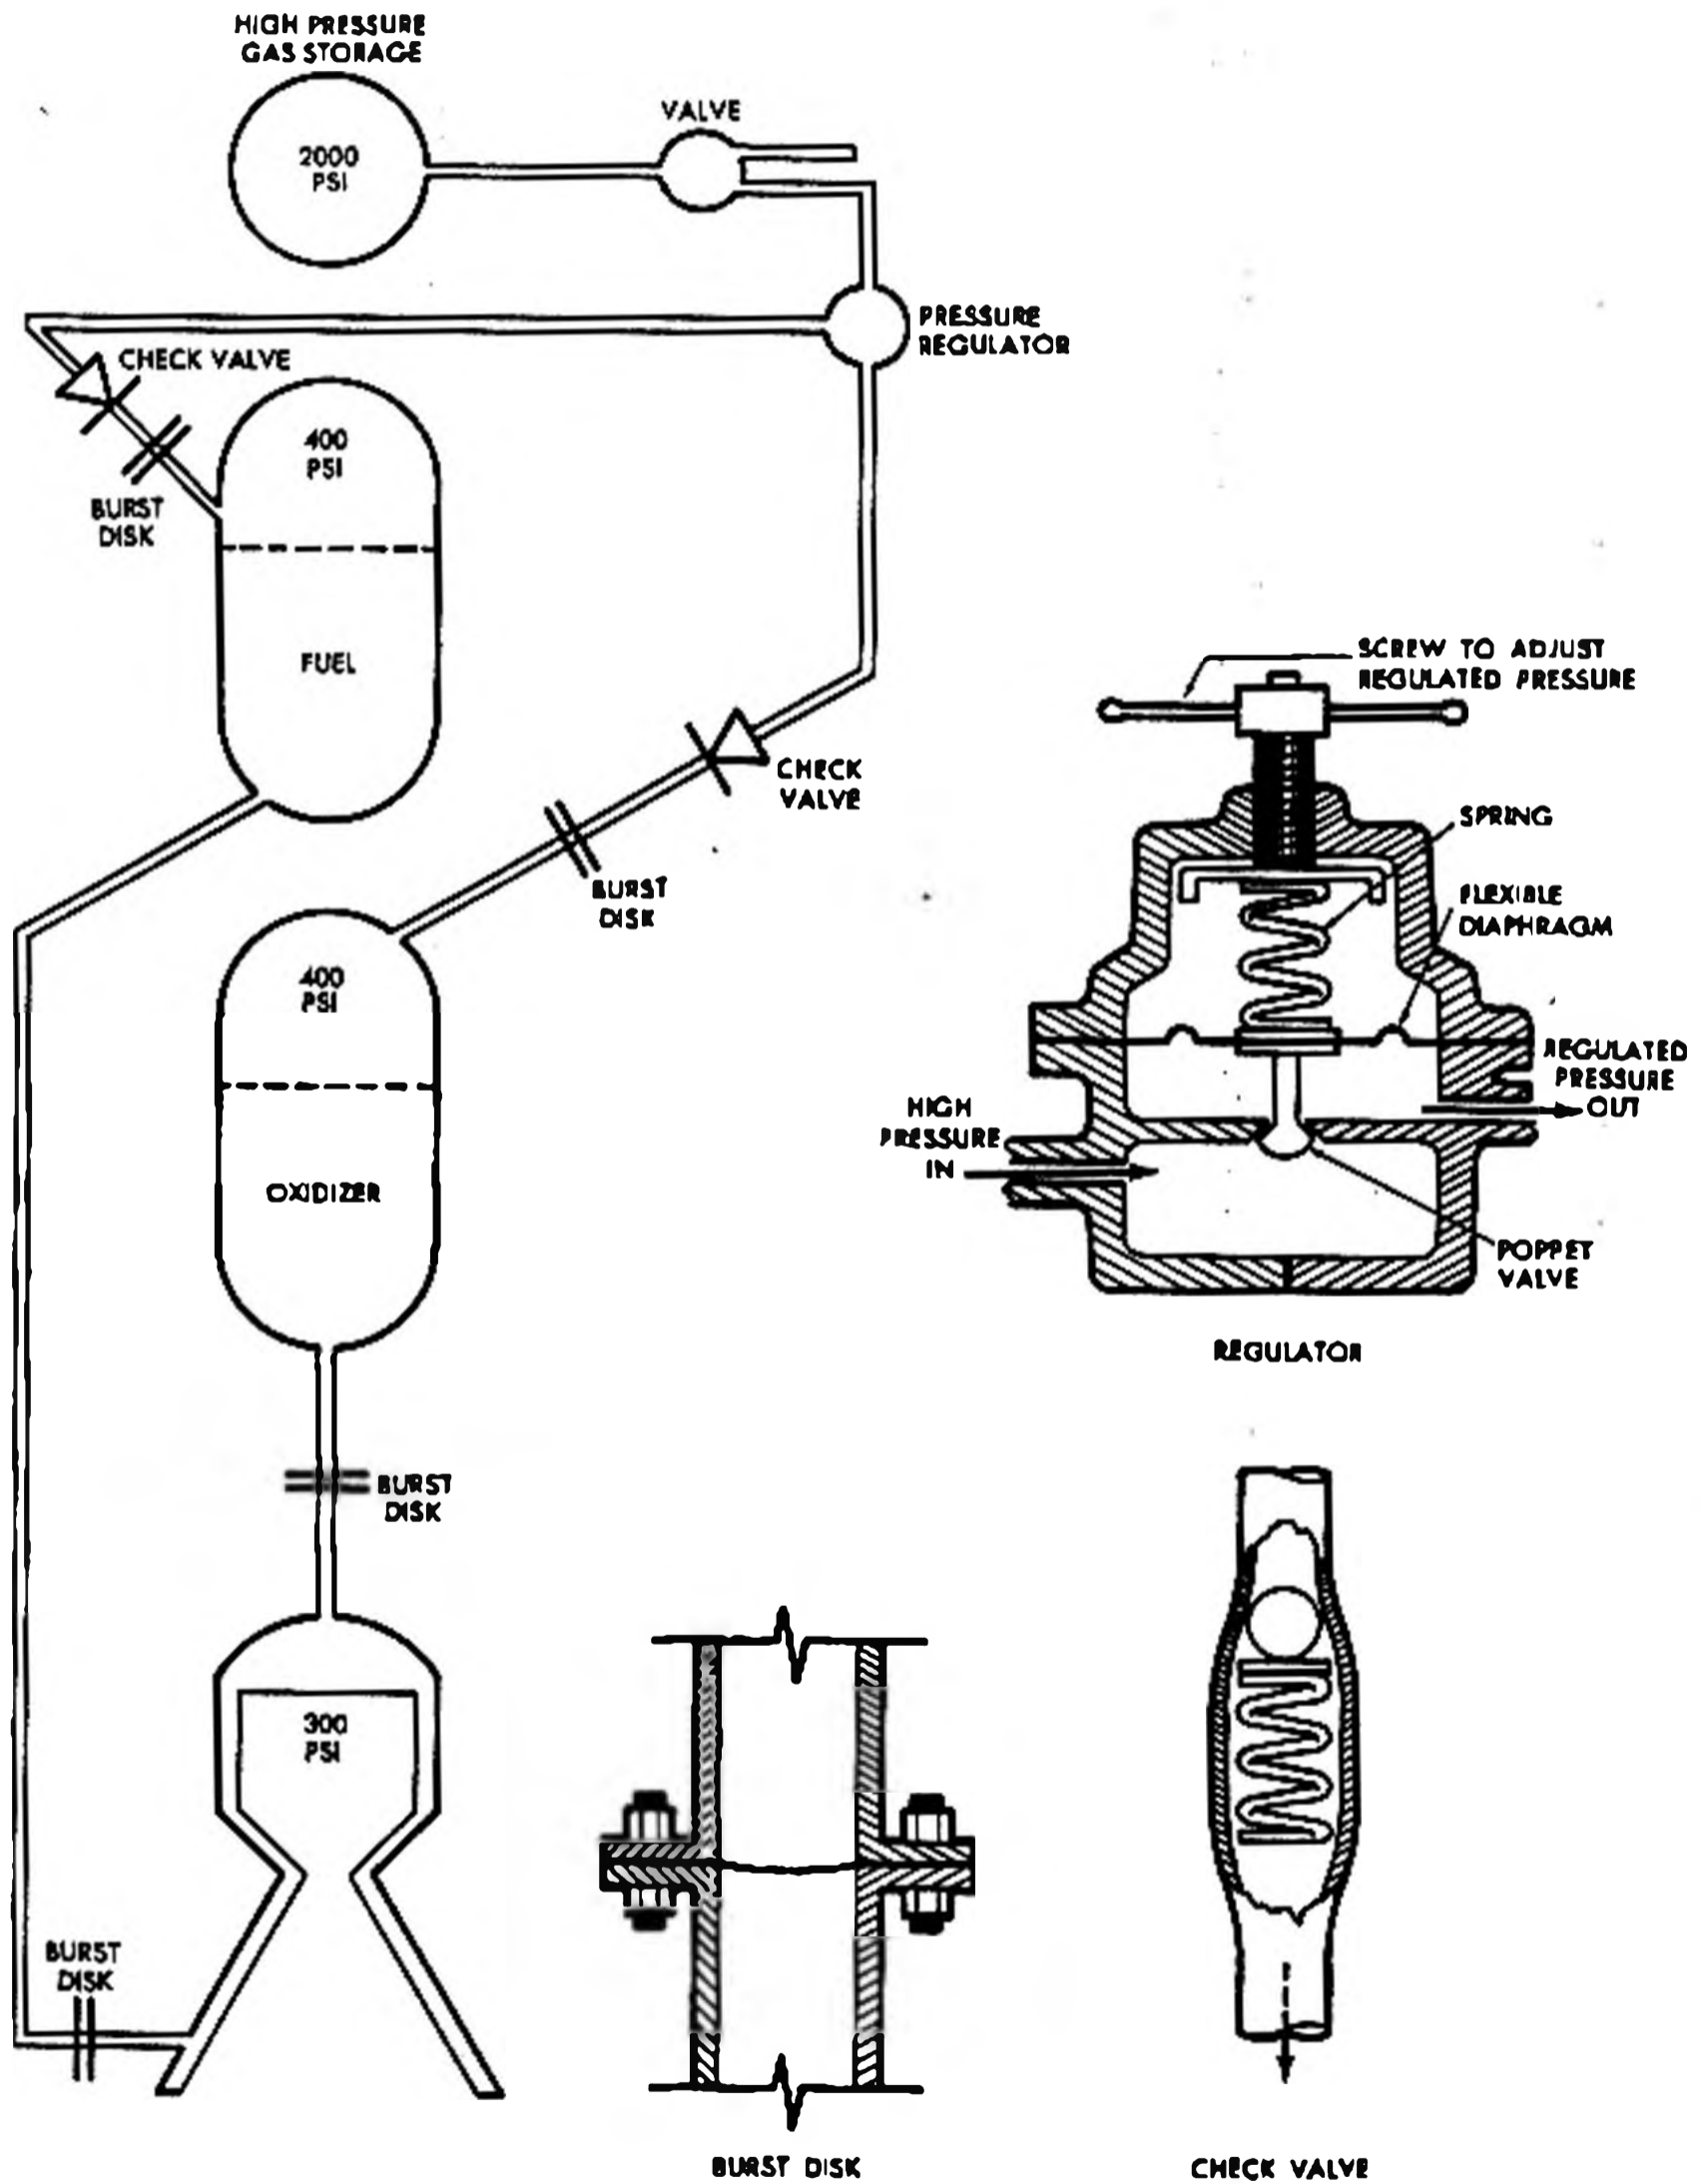 HIGH PRESSURE
GAS STORAGE
2000
PSI
VALVE
PRESSURE
REGULATOR
CHECK VALVE
400
PSI
BURST
DISK
FUEL
CHECK
VALVE
BURST
DISK
400
PSI
OXIDIZER
BURST
DISK
300
PSI
BURST
DISK
SCREW TO ADJUST
REGULATED PRESSURE
SPRING
FLEXIBLE
DIAPHRAGM
REGULATED
PRESSURE
OUT
HIGH
PRESSURE
IN
POPPET
VALVE
REGULATOR
BURST DISK
CHECK VALVE